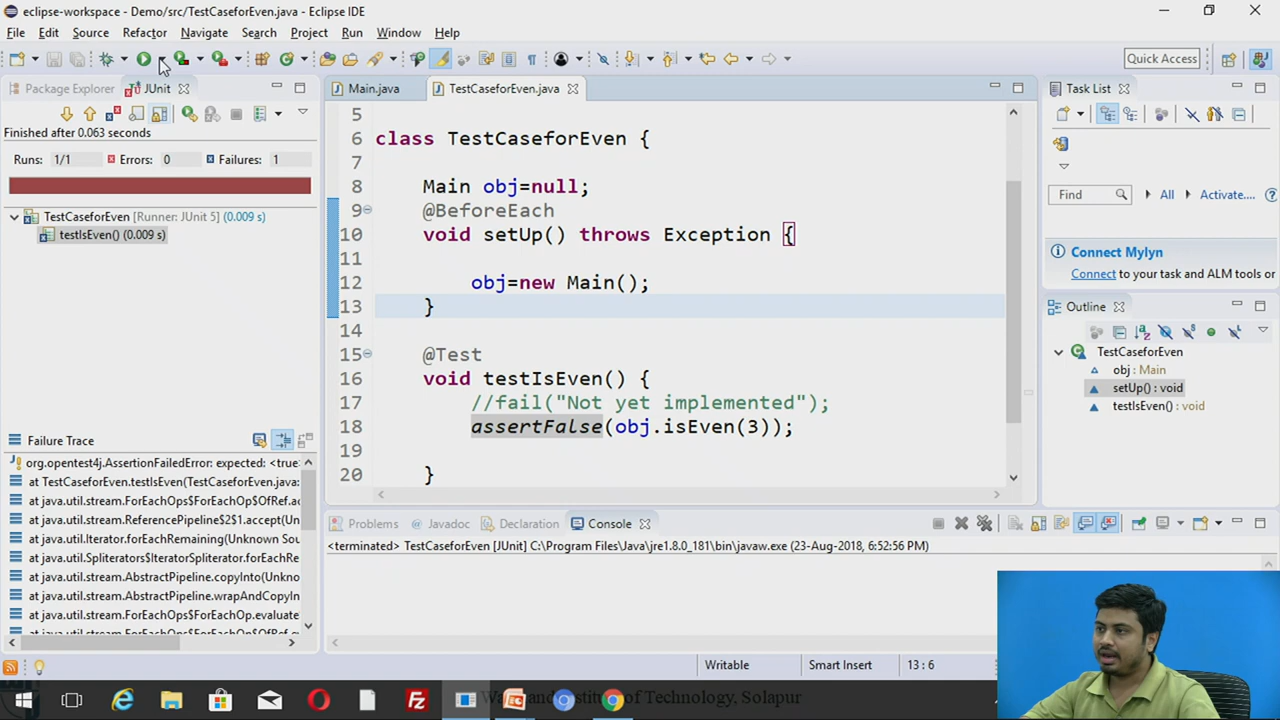 eclipse-workspace - Demo/src/TestCaseforEven.java - Eclipse IDE
File Edit Source Refactor Navigate Search Project Run Window Help
Quick Access
Package Explorer JUnit
Main.java TestCaseforEven.java
Task List
Finished after 0.063 seconds
Runs: 1/1 Errors: 0 Failures: 1
TestCaseforEven [Runner: JUnit 5] (0.009 s)
testIsEven() (0.009 s)
5
6 class TestCaseforEven {
7
8 Main obj=null;
9 @BeforeEach
10 void setUp() throws Exception {
11
12 obj=new Main();
13 }
14
15 @Test
16 void testIsEven() {
17 //fail("Not yet implemented");
18 assertFalse(obj.isEven(3));
19
20 }
Find All Activate...
Connect Mylyn
Connect to your task and ALM tools or
Outline
TestCaseforEven
obj : Main
setUp() : void
testIsEven() : void
Failure Trace
org.opentest4j.AssertionFailedError: expected: <true>
at TestCaseforEven.testIsEven(TestCaseforEven.java:
at java.util.stream.ForEachOps$ForEachOp$OfRef.a
at java.util.stream.ReferencePipeline$2$1.accept(Un
at java.util.Iterator.forEachRemaining(Unknown Sou
at java.util.Spliterators$IteratorSpliterator.forEachRe
at java.util.stream.AbstractPipeline.copyInto(Unkno
at java.util.stream.AbstractPipeline.wrapAndCopyIn
at java.util.stream.ForEachOps$ForEachOp.evaluate
Problems Javadoc Declaration Console
<terminated> TestCaseforEven [JUnit] C:\Program Files\Java\jre1.8.0_181\bin\javaw.exe (23-Aug-2018, 6:52:56 PM)
Writable Smart Insert 13 : 6
Institute of Technology, Solapur